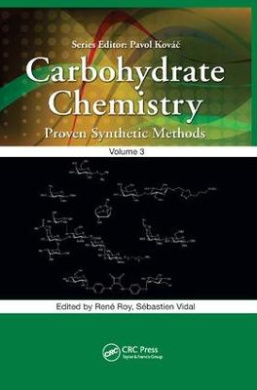 Series Editor: Pavol Kováč
Carbohydrate
Chemistry
Proven Synthetic Methods
Volume 3
Edited by René Roy, Sébastien Vidal
CRC
CRC Press
Taylor & Francis Group